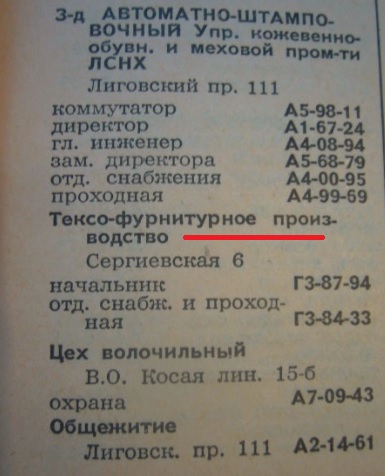 З-д АВТОМАТНО-ШТАМПО-
ВОЧНЫЙ Упр. кожевенно-
обувн. и меховой пром-ти
ЛСНХ
Лиговский пр. 111
коммутатор А5-98-11
директор А1-67-24
гл. инженер А4-08-94
зам. директора А5-68-79
отд. снабжения А4-00-95
проходная А4-99-69
Тексо-фурнитурное произ-
водство
Сергиевская 6
начальник Г3-87-94
отд. снабж. и проход-
ная Г3-84-33
Цех волочильный
В.О. Косая лин. 15-б
охрана А7-09-43
Общежитие
Лиговск. пр. 111 А2-14-61